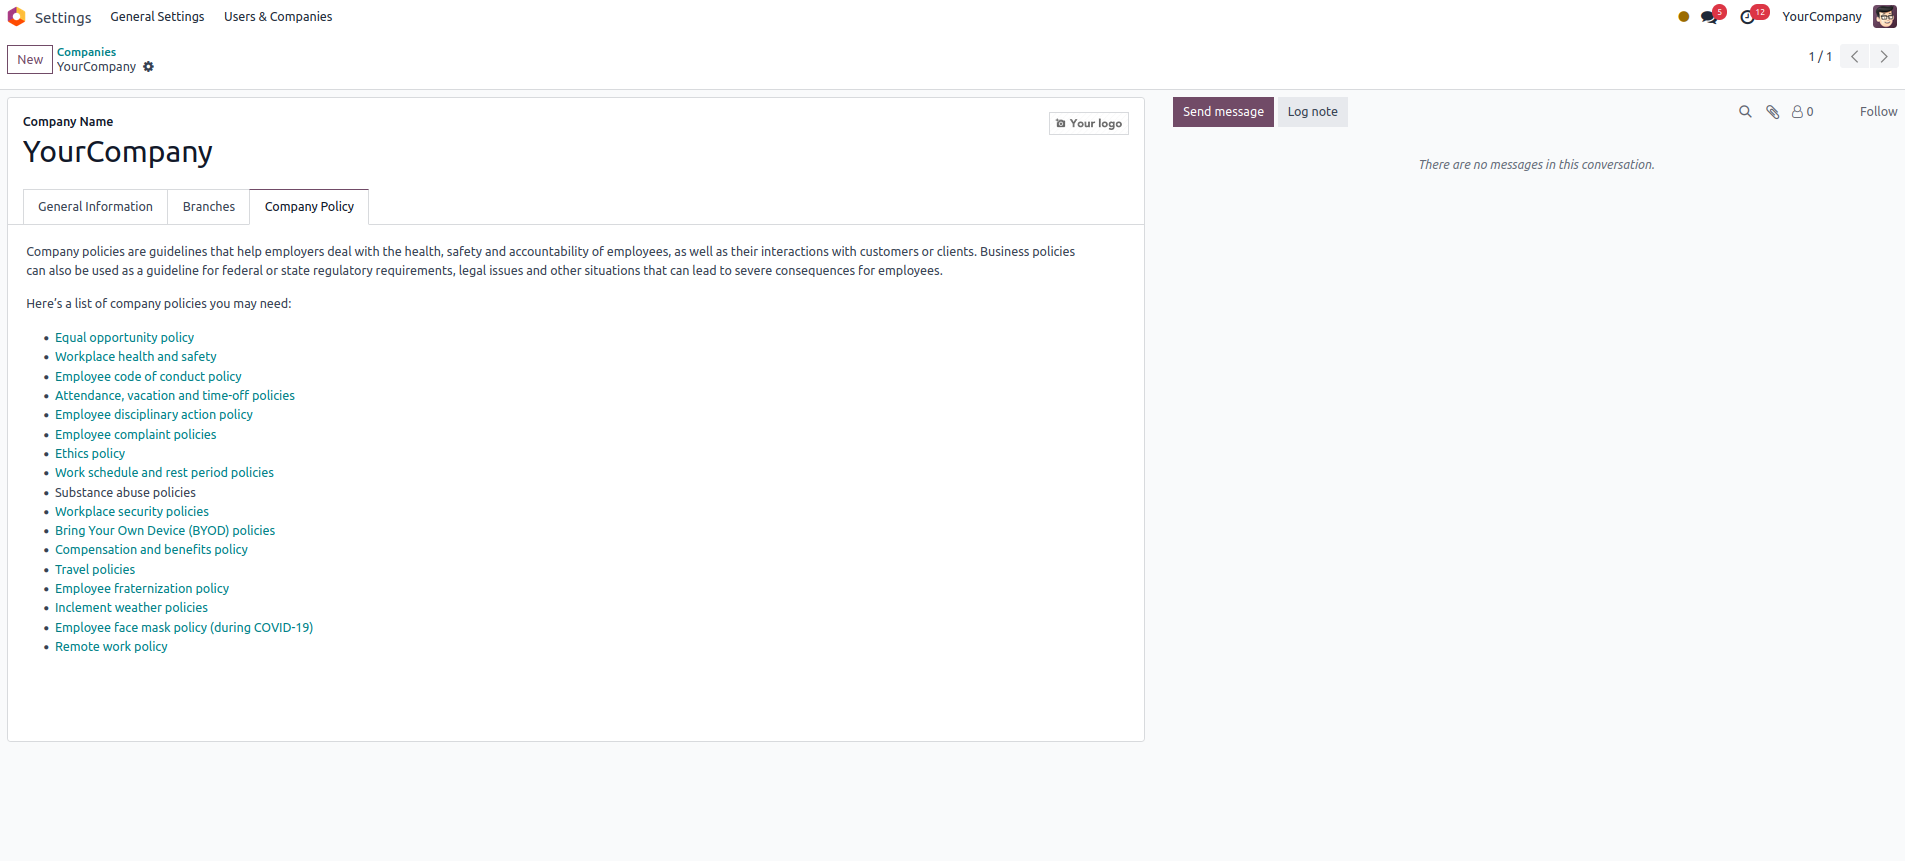 Settings General Settings Users & Companies 5 12 YourCompany
New Companies
YourCompany 1 / 1
Company Name
Your logo
YourCompany
General Information Branches Company Policy
Company policies are guidelines that help employers deal with the health, safety and accountability of employees, as well as their interactions with customers or clients. Business policies
can also be used as a guideline for federal or state regulatory requirements, legal issues and other situations that can lead to severe consequences for employees.
Here’s a list of company policies you may need:
• Equal opportunity policy
• Workplace health and safety
• Employee code of conduct policy
• Attendance, vacation and time-off policies
• Employee disciplinary action policy
• Employee complaint policies
• Ethics policy
• Work schedule and rest period policies
• Substance abuse policies
• Workplace security policies
• Bring Your Own Device (BYOD) policies
• Compensation and benefits policy
• Travel policies
• Employee fraternization policy
• Inclement weather policies
• Employee face mask policy (during COVID-19)
• Remote work policy
Send message Log note 0 Follow
There are no messages in this conversation.